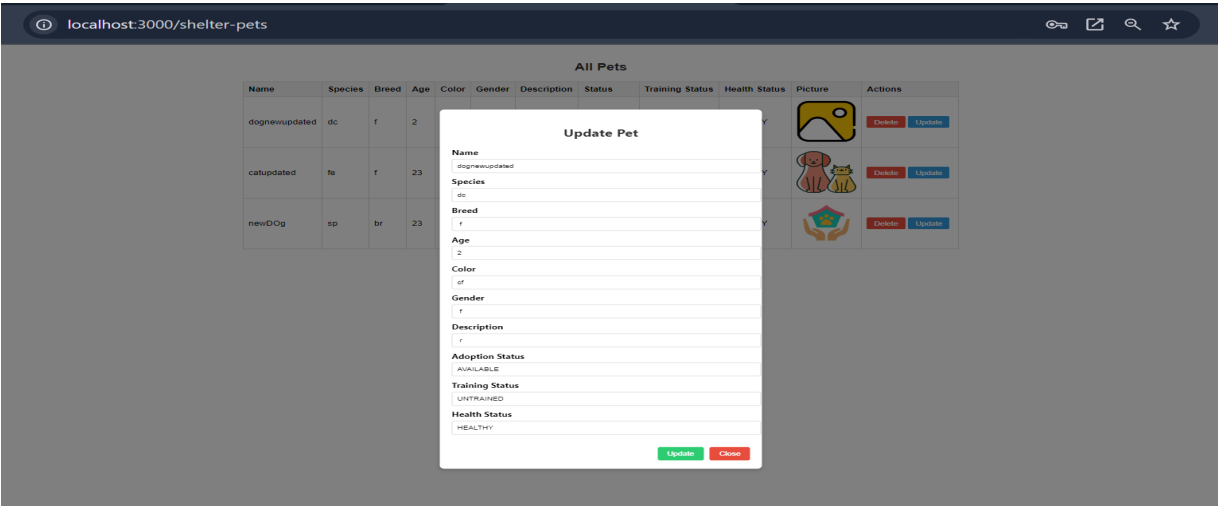 localhost:3000/shelter-pets
All Pets
Name Species Breed Age Color Gender Description Status Training Status Health Status Picture Actions
dognewupdated dc f 2 Y Delete Update
catupdated fe f 23 Y Delete Update
newDOg sp br 23 Y Delete Update
Update Pet
Name
dognewupdated
Species
dc
Breed
f
Age
2
Color
cf
Gender
f
Description
r
Adoption Status
AVAILABLE
Training Status
UNTRAINED
Health Status
HEALTHY
Update Close